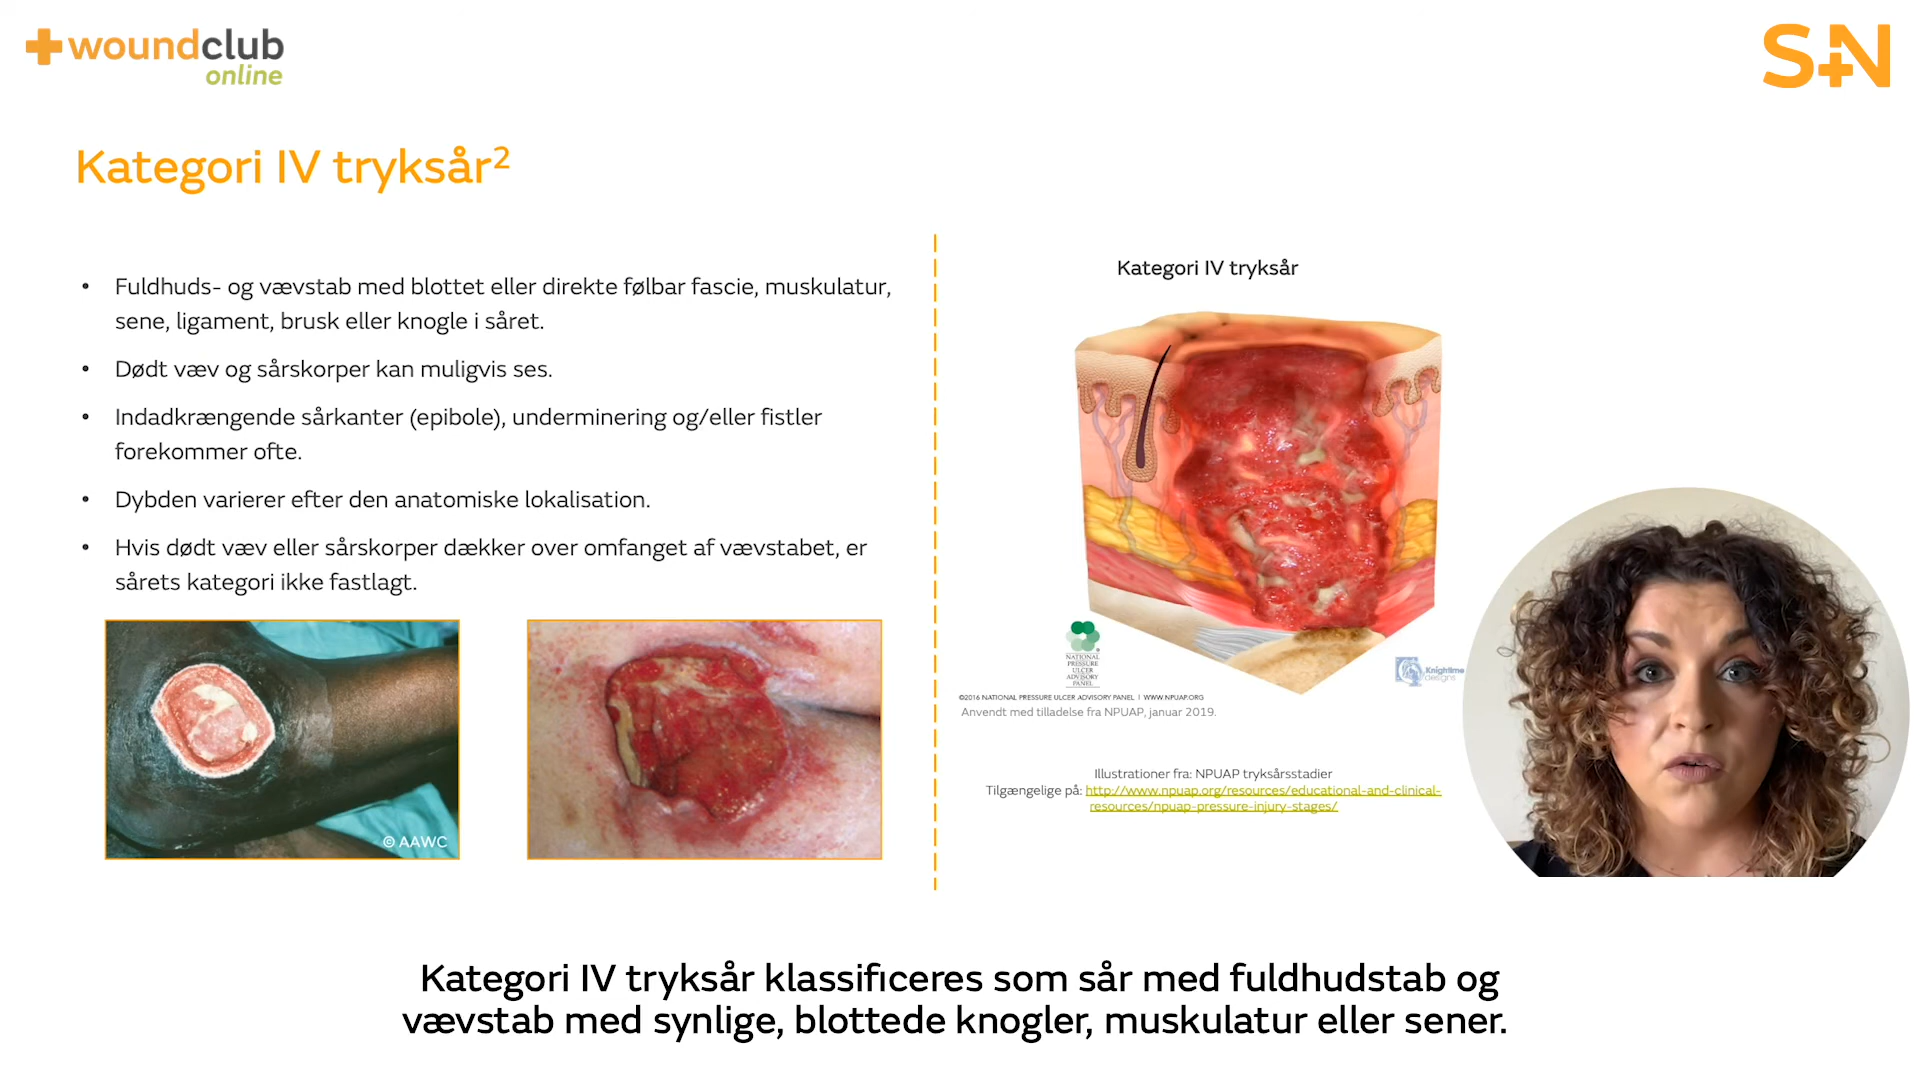 woundclub
online
S+N
Kategori IV tryksår²
• Fuldhuds- og vævstab med blottet eller direkte følbar fascie, muskulatur,
sene, ligament, brusk eller knogle i såret.
• Dødt væv og sårskorper kan muligvis ses.
• Indadkrængende sårkanter (epibole), underminering og/eller fistler
forekommer ofte.
• Dybden varierer efter den anatomiske lokalisation.
• Hvis dødt væv eller sårskorper dækker over omfanget af vævstabet, er
sårets kategori ikke fastlagt.
© AAWC
Kategori IV tryksår
NATIONAL
PRESSURE
ULCER
ADVISORY
PANEL
Knightime
designs
©2016 NATIONAL PRESSURE ULCER ADVISORY PANEL | WWW.NPUAP.ORG
Anvendt med tilladelse fra NPUAP, januar 2019.
Illustrationer fra: NPUAP tryksårsstadier
Tilgængelige på: http://www.npuap.org/resources/educational-and-clinical-
resources/npuap-pressure-injury-stages/
Kategori IV tryksår klassificeres som sår med fuldhudstab og
vævstab med synlige, blottede knogler, muskulatur eller sener.